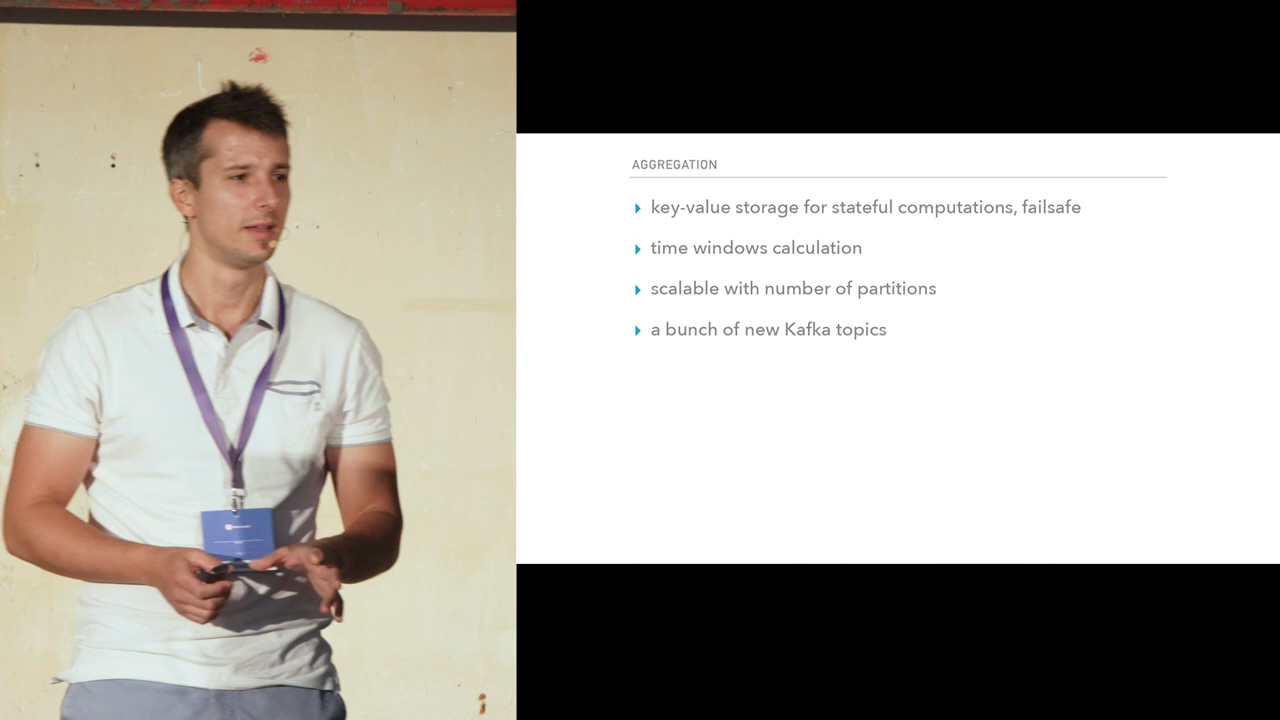 AGGREGATION
key-value storage for stateful computations, failsafe
time windows calculation
scalable with number of partitions
a bunch of new Kafka topics